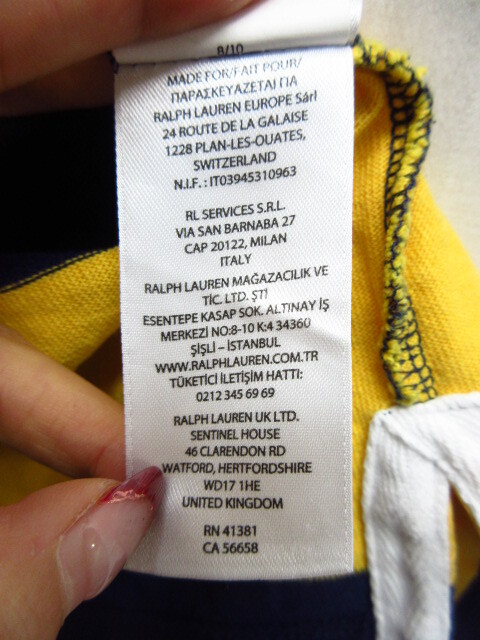 8/10
MADE FOR/FAIT POUR/
ΠΑΡΑΣΚΕΥΑΖΕΤΑΙ ΓΙΑ
RALPH LAUREN EUROPE Sárl
24 ROUTE DE LA GALAISE
1228 PLAN-LES-OUATES,
SWITZERLAND
N.I.F. : IT03945310963
RL SERVICES S.R.L.
VIA SAN BARNABA 27
CAP 20122, MILAN
ITALY
RALPH LAUREN MAĞAZACILIK VE
TİC. LTD. ŞTİ
ESENTEPE KASAP SOK. ALTINAY İŞ
MERKEZİ NO:8-10 K:4 34360
ŞİŞLİ – İSTANBUL
WWW.RALPHLAUREN.COM.TR
TÜKETİCİ İLETİŞİM HATTI:
0212 345 69 69
RALPH LAUREN UK LTD.
SENTINEL HOUSE
46 CLARENDON RD
WATFORD, HERTFORDSHIRE
WD17 1HE
UNITED KINGDOM
RN 41381
CA 56658